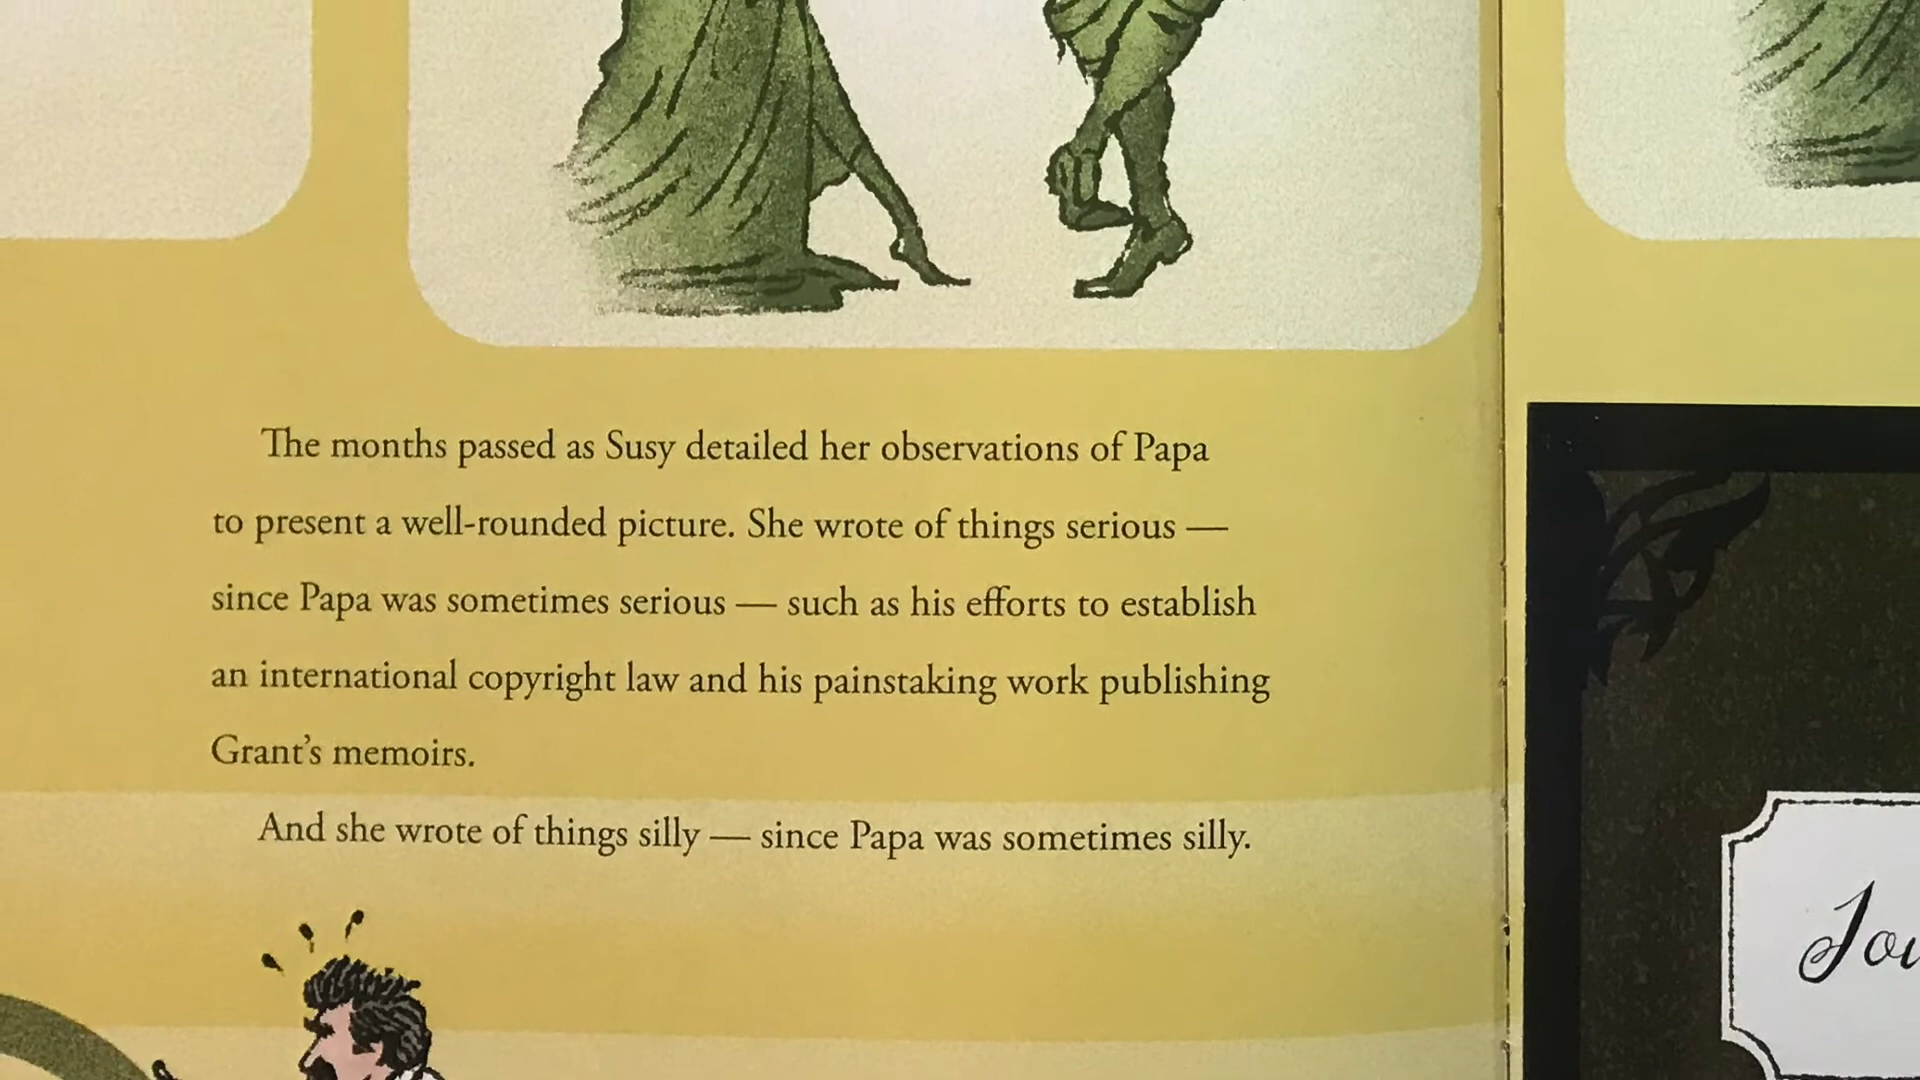 The months passed as Susy detailed her observations of Papa
to present a well-rounded picture. She wrote of things serious —
since Papa was sometimes serious — such as his efforts to establish
an international copyright law and his painstaking work publishing
Grant’s memoirs.
And she wrote of things silly — since Papa was sometimes silly.